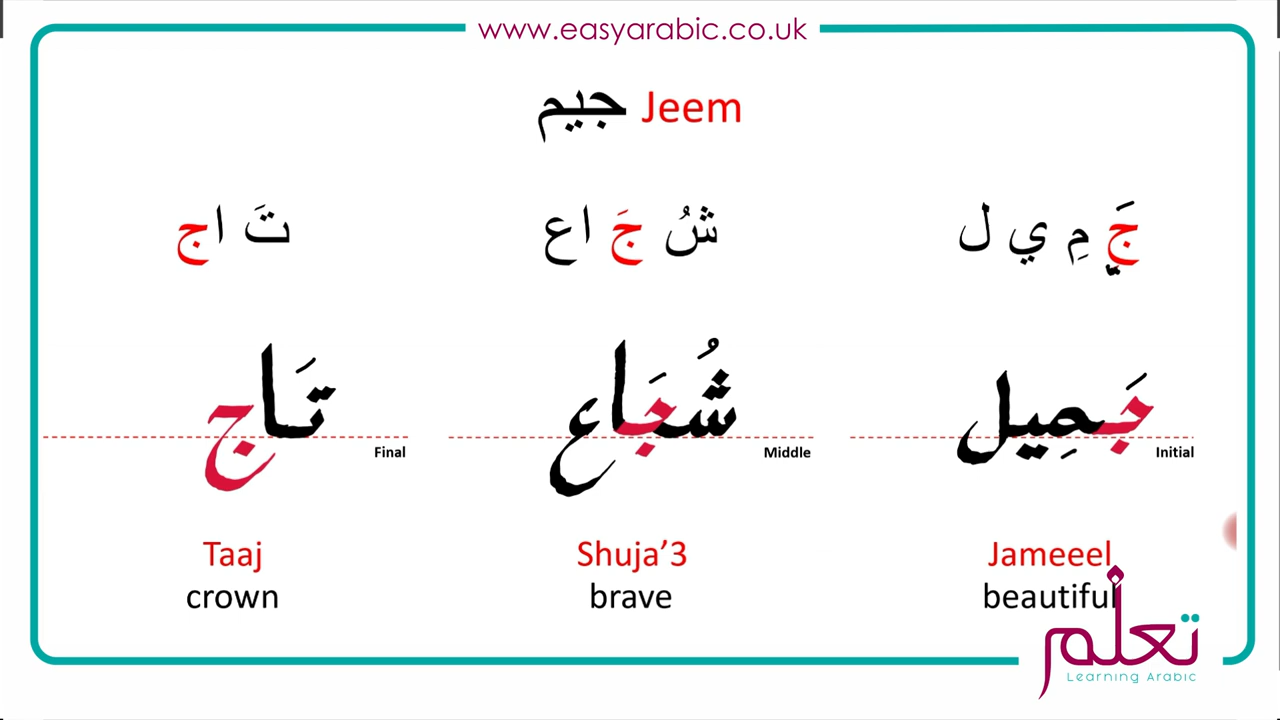 www.easyarabic.co.uk
جيم Jeem
جَ مِ ي ل
شُ جَ اع
تَ اج
جَمِيل
شُجَاع
تَاج
Initial
Middle
Final
Jameeel
beautiful
Shuja’3
brave
Taaj
crown
تعلم
Learning Arabic